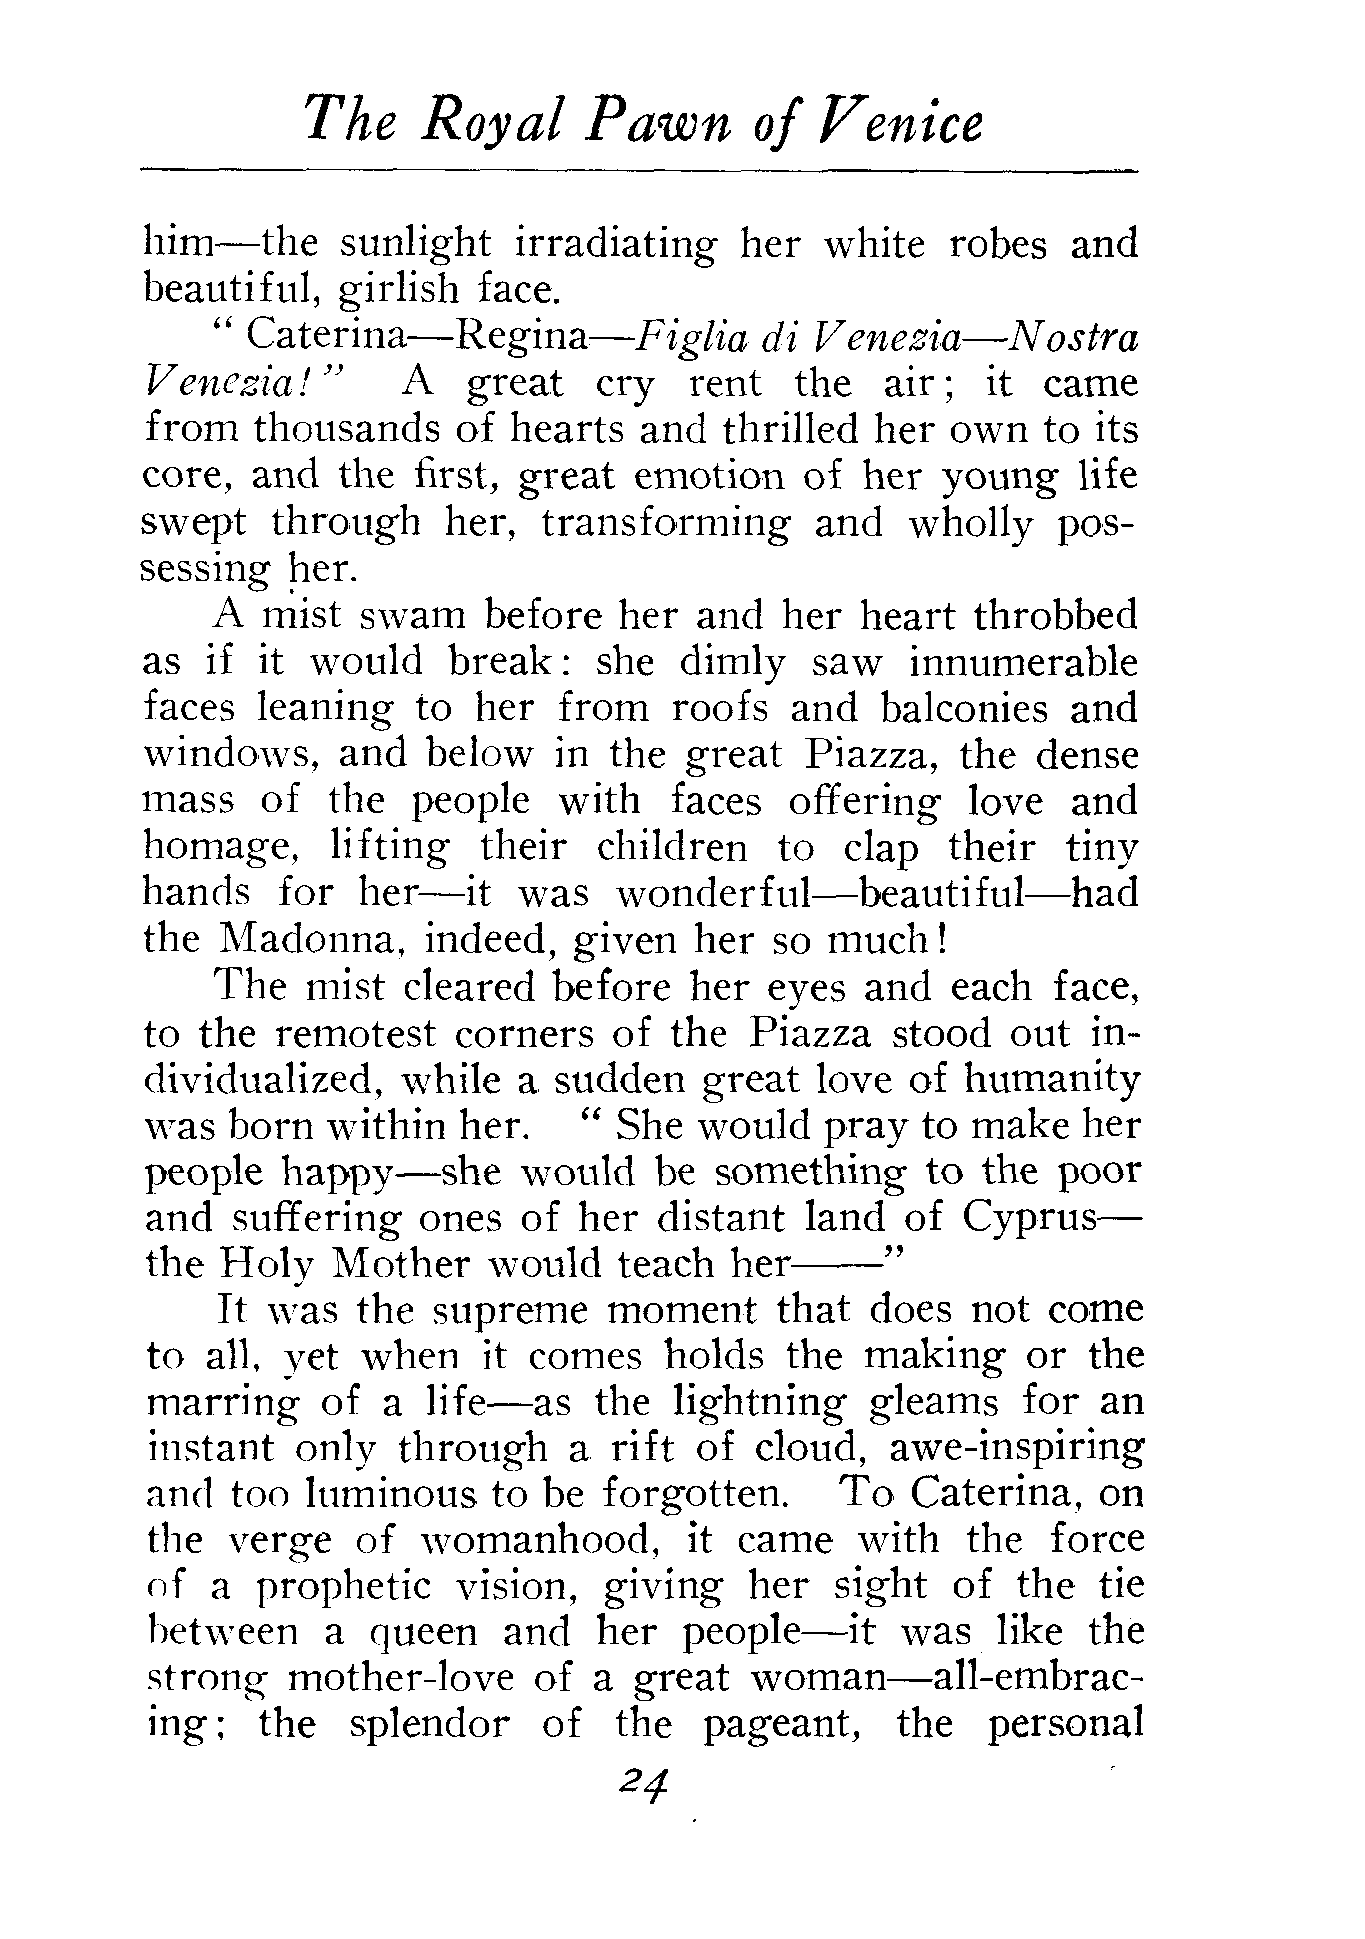 The Royal Pawn of Venice
him—the sunlight irradiating her white robes and
beautiful, girlish face.
“ Caterina—Regina—Figlia di Venezia—Nostra
Venezia! ” A great cry rent the air; it came
from thousands of hearts and thrilled her own to its
core, and the first, great emotion of her young life
swept through her, transforming and wholly pos-
sessing her.
A mist swam before her and her heart throbbed
as if it would break: she dimly saw innumerable
faces leaning to her from roofs and balconies and
windows, and below in the great Piazza, the dense
mass of the people with faces offering love and
homage, lifting their children to clap their tiny
hands for her—it was wonderful—beautiful—had
the Madonna, indeed, given her so much!
The mist cleared before her eyes and each face,
to the remotest corners of the Piazza stood out in-
dividualized, while a sudden great love of humanity
was born within her. “ She would pray to make her
people happy—she would be something to the poor
and suffering ones of her distant land of Cyprus—
the Holy Mother would teach her——”
It was the supreme moment that does not come
to all, yet when it comes holds the making or the
marring of a life—as the lightning gleams for an
instant only through a rift of cloud, awe-inspiring
and too luminous to be forgotten. To Caterina, on
the verge of womanhood, it came with the force
of a prophetic vision, giving her sight of the tie
between a queen and her people—it was like the
strong mother-love of a great woman—all-embrac-
ing; the splendor of the pageant, the personal
24